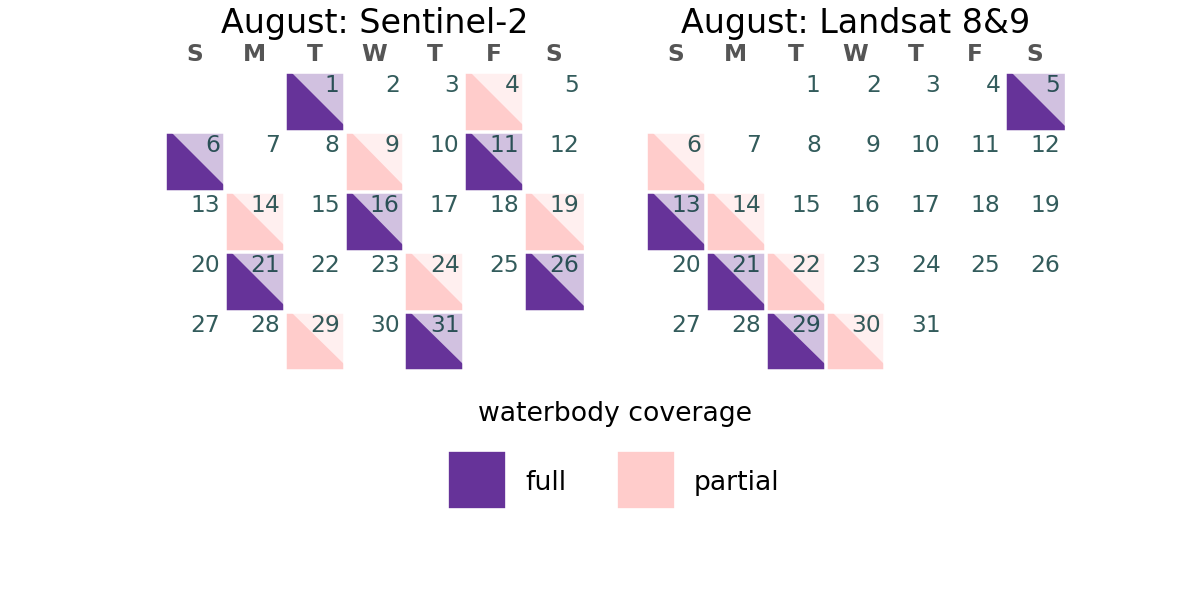 August: Sentinel-2
S M T W T F S
1 2 3 4 5
6 7 8 9 10 11 12
13 14 15 16 17 18 19
20 21 22 23 24 25 26
27 28 29 30 31
August: Landsat 8&9
S M T W T F S
1 2 3 4 5
6 7 8 9 10 11 12
13 14 15 16 17 18 19
20 21 22 23 24 25 26
27 28 29 30 31
waterbody coverage
full
partial